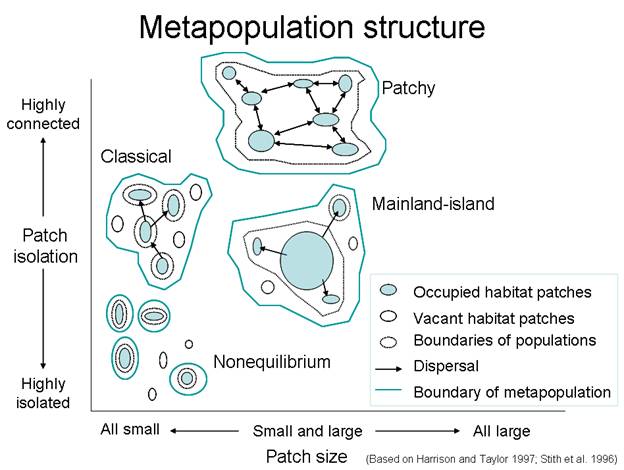 Metapopulation structure
Highly
connected
Patch
isolation
Highly
isolated
Patchy
Classical
Mainland-island
Nonequilibrium
Occupied habitat patches
Vacant habitat patches
Boundaries of populations
Dispersal
Boundary of metapopulation
All small
Small and large
All large
Patch size
(Based on Harrison and Taylor 1997; Stith et al. 1996)